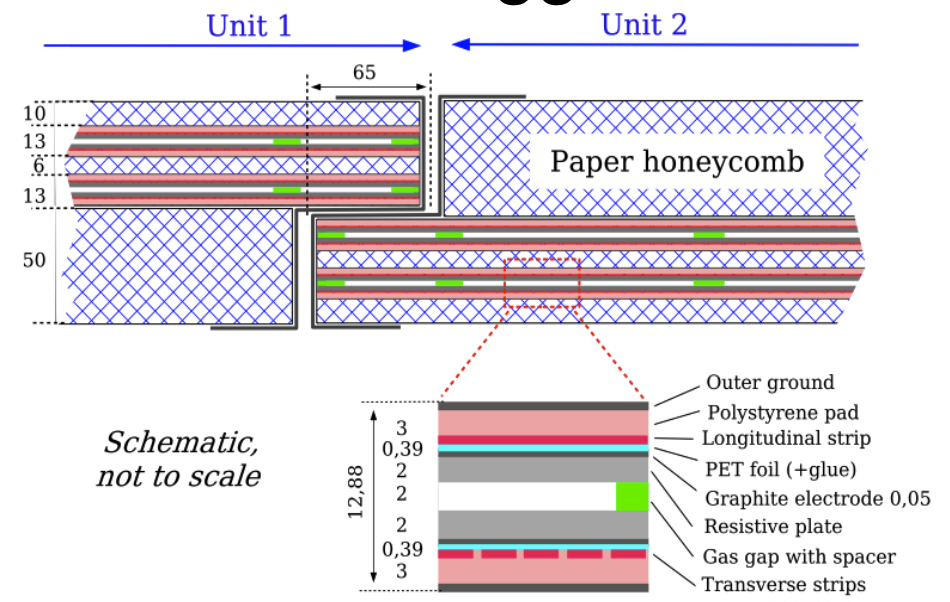 gg
Unit 1
Unit 2
65
10
13
6
13
50
Paper honeycomb
Schematic,
not to scale
12,88
3
0,39
2
2
2
0,39
3
Outer ground
Polystyrene pad
Longitudinal strip
PET foil (+glue)
Graphite electrode 0,05
Resistive plate
Gas gap with spacer
Transverse strips